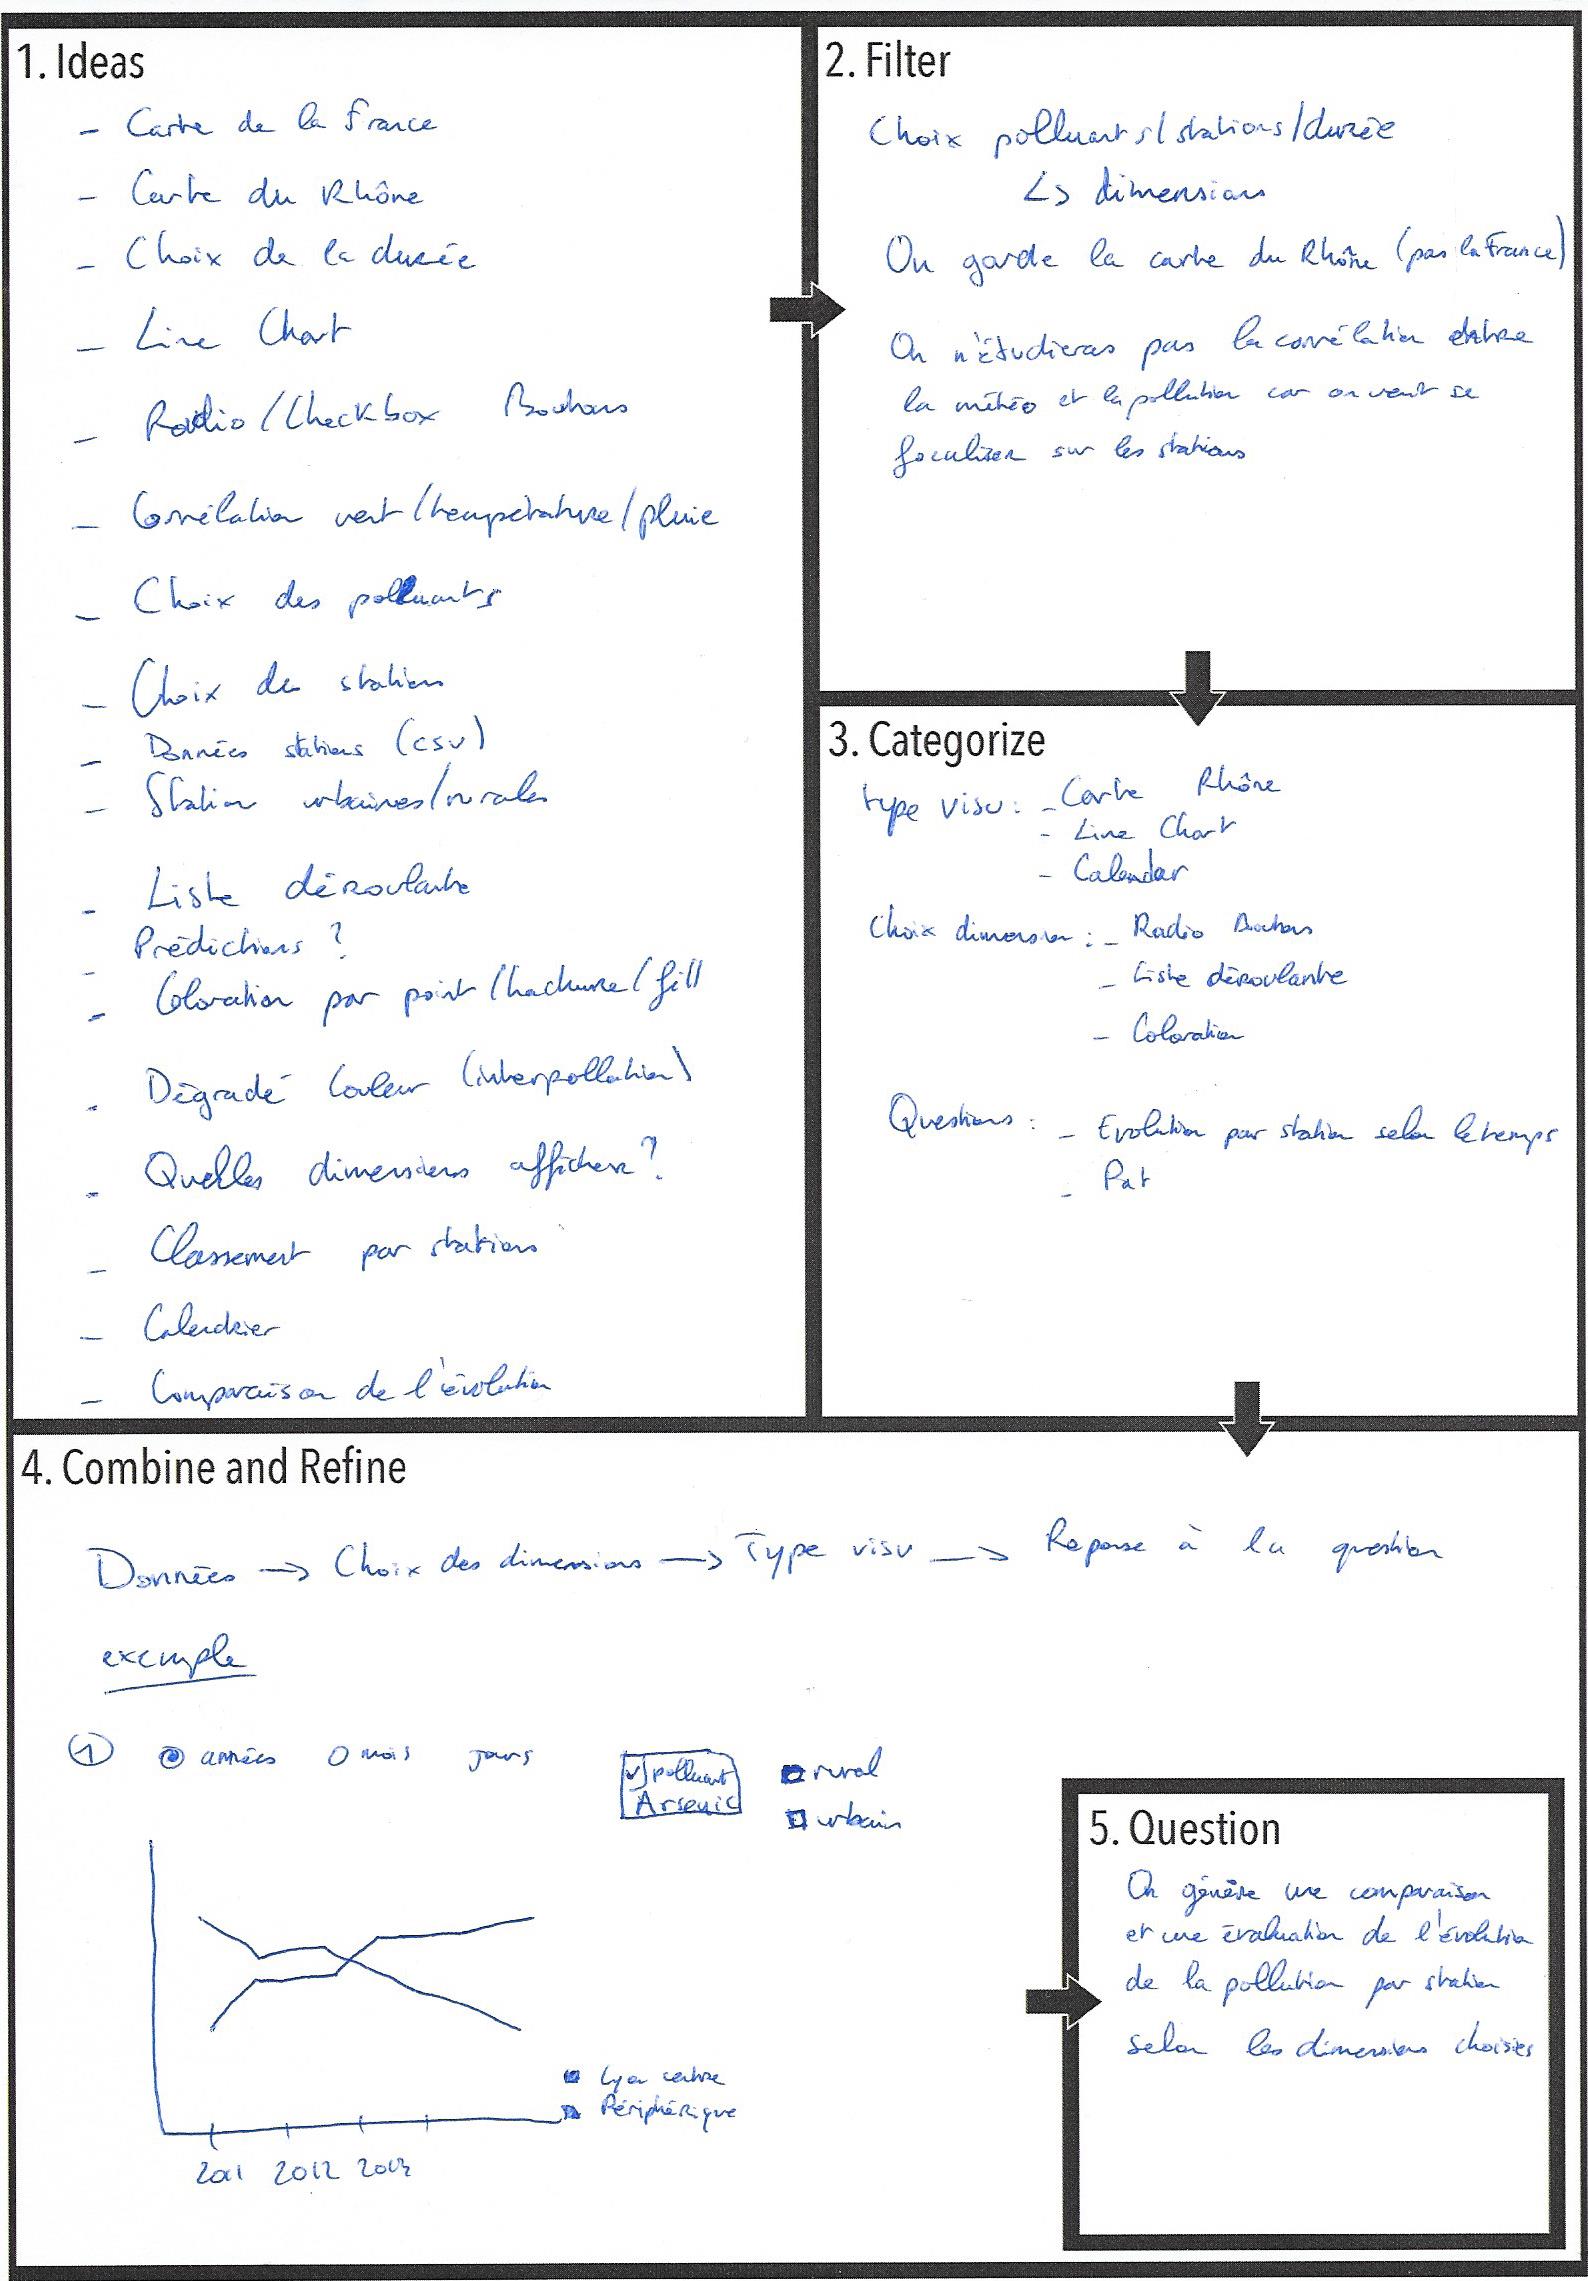 1. Ideas
- Carte de la France
- Carte du Rhône
- Choix de la durée
- Line Chart
- Radio/Checkbox Boutons
- Corrélation vent/température/pluie
- Choix des polluants
- Choix des stations
- Données stations (csv)
- Station urbaines/rurales
- Liste déroulante
- Prédictions ?
- Coloration par point/hachure/fill
- Dégradé Couleur (interpollation)
- Quelles dimensions afficher ?
- Classement par stations
- Calendrier
- Comparaison de l'évolution
2. Filter
Choix polluants/stations/durée
↳ dimensions
On garde la carte du Rhône (pas la France)
On n'étudieras pas la corrélation entre
la météo et la pollution car on veut se
focaliser sur les stations
3. Categorize
type visu : - Carte Rhône
- Line Chart
- Calendar
Choix dimension : - Radio Boutons
- Liste déroulante
- Coloration
Questions : - Evolution par station selon le temps
- Pat
4. Combine and Refine
Données → Choix des dimensions → Type visu → Reponse à la question
exemple
1 années mois jours
polluant
Arsenic
rural
urbain
Lyon centre
Périphérique
2011 2012 2013
5. Question
On génère une comparaison
et une évaluation de l'évolution
de la pollution par station
selon les dimensions choisies